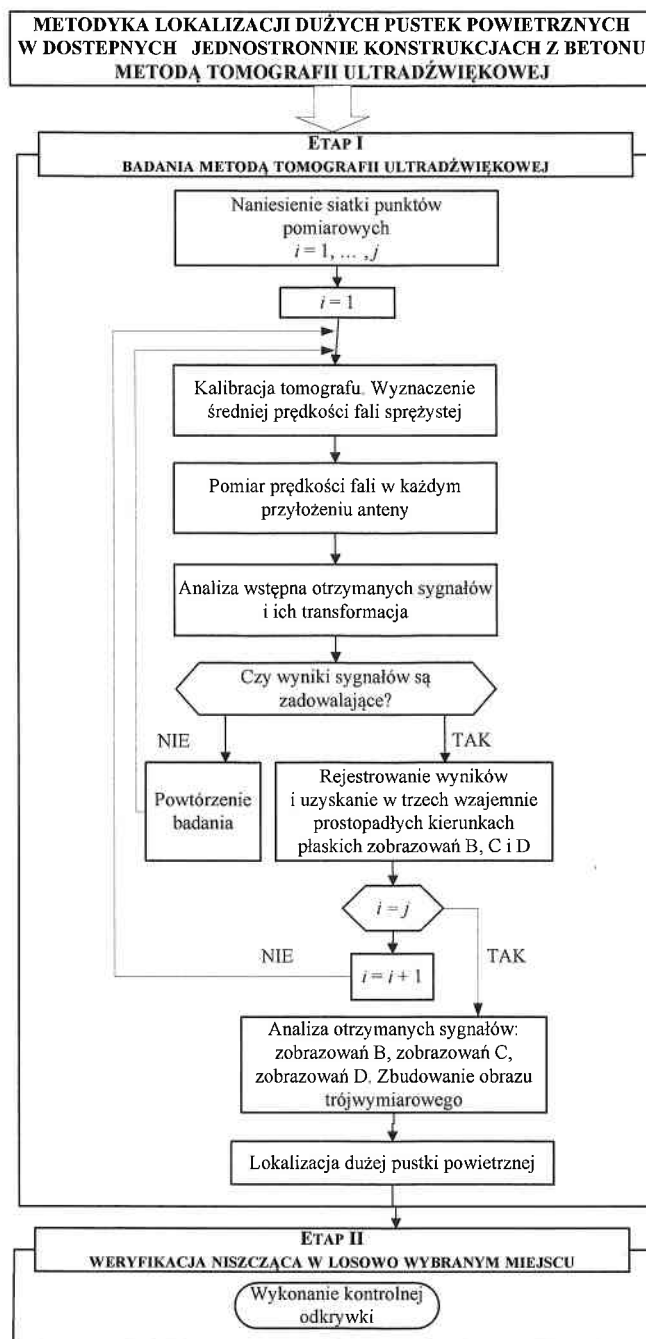 METODYKA LOKALIZACJI DUŻYCH PUSTEK POWIETRZNYCH
W DOSTEPNYCH JEDNOSTRONNIE KONSTRUKCJACH Z BETONU
METODĄ TOMOGRAFII ULTRADŹWIĘKOWEJ
ETAP I
BADANIA METODĄ TOMOGRAFII ULTRADŹWIĘKOWEJ
Naniesienie siatki punktów
pomiarowych
i = 1, ... , j
i = 1
Kalibracja tomografu. Wyznaczenie
średniej prędkości fali sprężystej
Pomiar prędkości fali w każdym
przyłożeniu anteny
Analiza wstępna otrzymanych sygnałów
i ich transformacja
Czy wyniki sygnałów są
zadowalające?
NIE
TAK
Powtórzenie
badania
Rejestrowanie wyników
i uzyskanie w trzech wzajemnie
prostopadłych kierunkach
płaskich zobrazowań B, C i D
i = j
NIE
TAK
i = i + 1
Analiza otrzymanych sygnałów:
zobrazowań B, zobrazowań C,
zobrazowań D. Zbudowanie obrazu
trójwymiarowego
Lokalizacja dużej pustki powietrznej
ETAP II
WERYFIKACJA NISZCZĄCA W LOSOWO WYBRANYM MIEJSCU
Wykonanie kontrolnej
odkrywki